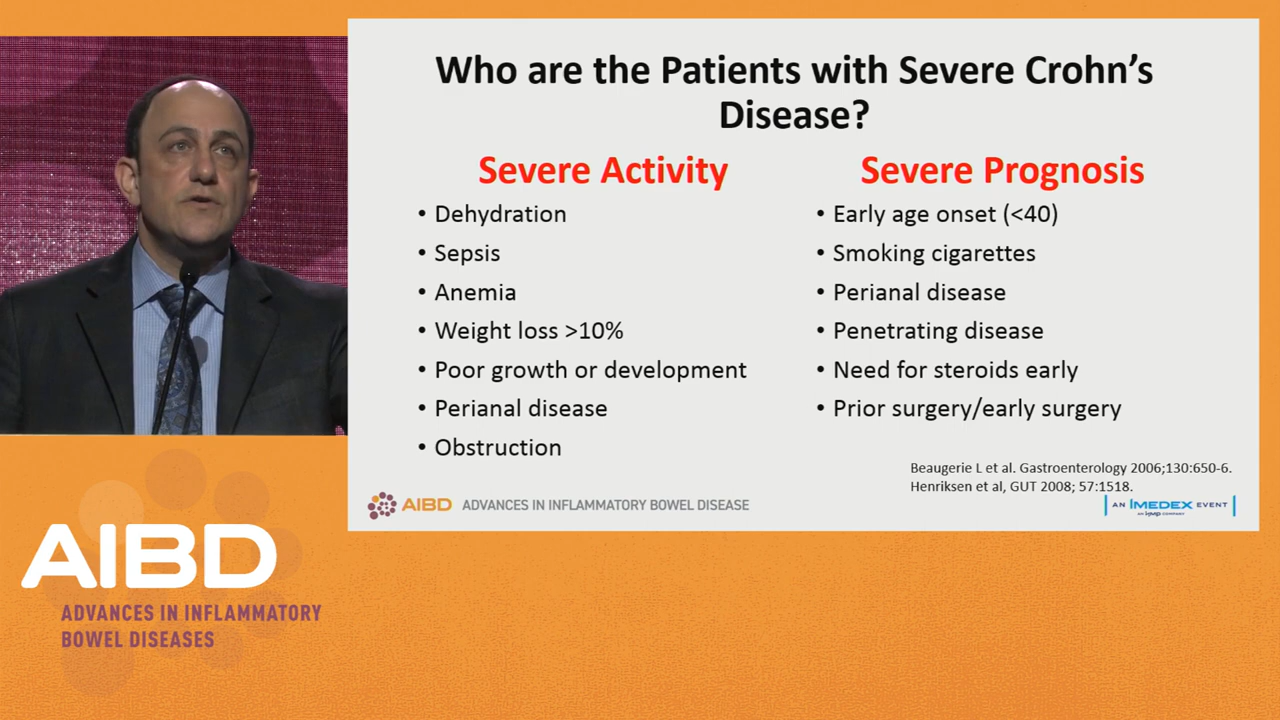 Who are the Patients with Severe Crohn's
Disease?
Severe Activity
• Dehydration
• Sepsis
• Anemia
• Weight loss >10%
• Poor growth or development
• Perianal disease
• Obstruction
Severe Prognosis
• Early age onset (<40)
• Smoking cigarettes
• Perianal disease
• Penetrating disease
• Need for steroids early
• Prior surgery/early surgery
Beaugerie L et al. Gastroenterology 2006;130:650-6.
Henriksen et al, GUT 2008; 57:1518.
AIBD ADVANCES IN INFLAMMATORY BOWEL DISEASE
AN IMEDEX EVENT
AIBD
ADVANCES IN INFLAMMATORY
BOWEL DISEASES